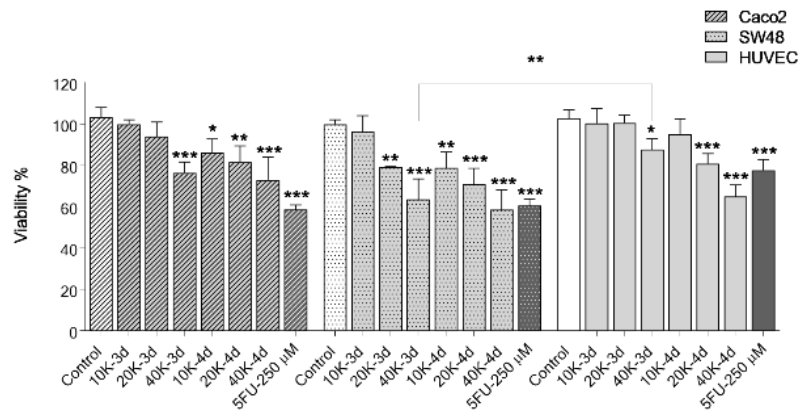 Caco2
SW48
HUVEC
**
Viability %
120
100
80
60
40
20
0
*** * ** *** ***
** *** ** *** *** ***
* *** *** ***
Control 10K-3d 20K-3d 40K-3d 10K-4d 20K-4d 40K-4d 5FU-250 µM
Control 10K-3d 20K-3d 40K-3d 10K-4d 20K-4d 40K-4d 5FU-250 µM
Control 10K-3d 20K-3d 40K-3d 10K-4d 20K-4d 40K-4d 5FU-250 µM